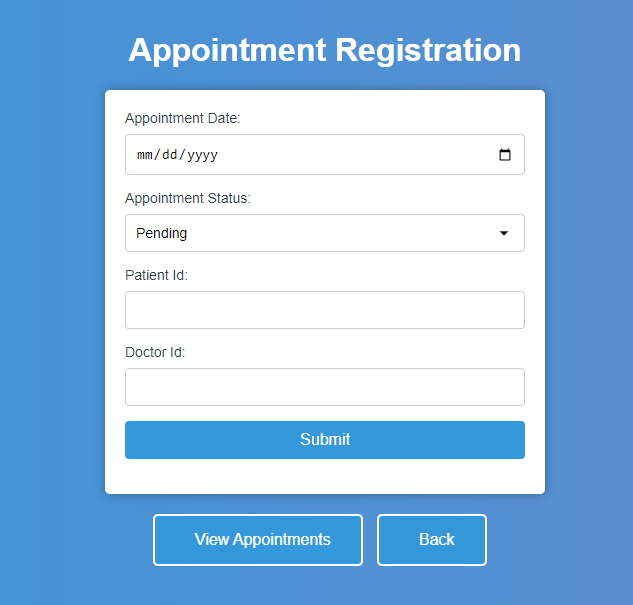 Appointment Registration
Appointment Date:
mm/dd/yyyy
Appointment Status:
Pending
Patient Id:
Doctor Id:
Submit
View Appointments Back